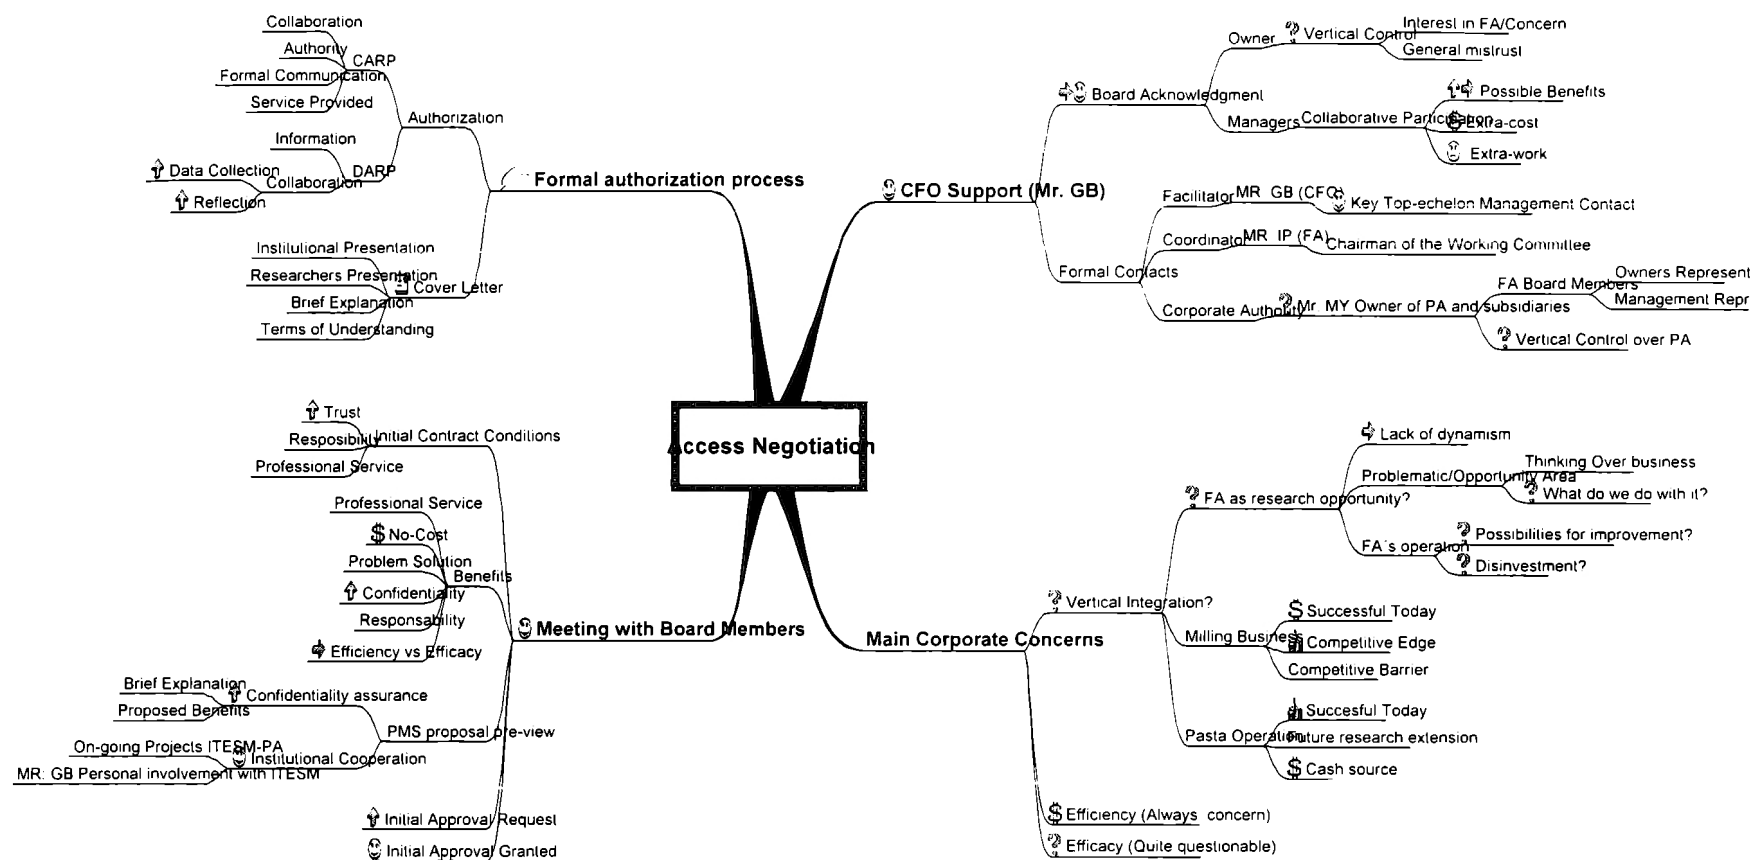 Access Negotiation
Formal authorization process
Authorization
CARP
Collaboration
Authority
Formal Communication
Service Provided
DARP
Information
Collaboration
Data Collection
Reflection
Cover Letter
Institutional Presentation
Researchers Presentation
Brief Explanation
Terms of Understanding
CFO Support (Mr. GB)
Board Acknowledgment
Owner
? Vertical Control
Interest in FA/Concern
General mistrust
Managers
Collaborative Participation
Possible Benefits
$ Extra-cost
Extra-work
Formal Contacts
Facilitator
MR GB (CFO)
Key Top-echelon Management Contact
Coordinator
MR IP (FA)
Chairman of the Working Committee
Corporate Authority
? Mr. MY Owner of PA and subsidiaries
FA Board Members
Owners Represent
Management Repr
? Vertical Control over PA
Meeting with Board Members
Initial Contract Conditions
Trust
Resposibility
Professional Service
Benefits
Professional Service
$ No-Cost
Problem Solution
Confidentiality
Responsability
Efficiency vs Efficacy
PMS proposal pre-view
Confidentiality assurance
Brief Explanation
Proposed Benefits
Institutional Cooperation
On-going Projects ITESM-PA
MR: GB Personal involvement with ITESM
Initial Approval Request
Initial Approval Granted
Main Corporate Concerns
? Vertical Integration?
? FA as research opportunity?
Lack of dynamism
Problematic/Opportunity Area
Thinking Over business
? What do we do with it?
FA´s operation
? Possibilities for improvement?
? Disinvestment?
Milling Business
$ Successful Today
Competitive Edge
Competitive Barrier
Pasta Operation
Succesful Today
Future research extension
$ Cash source
$ Efficiency (Always concern)
? Efficacy (Quite questionable)